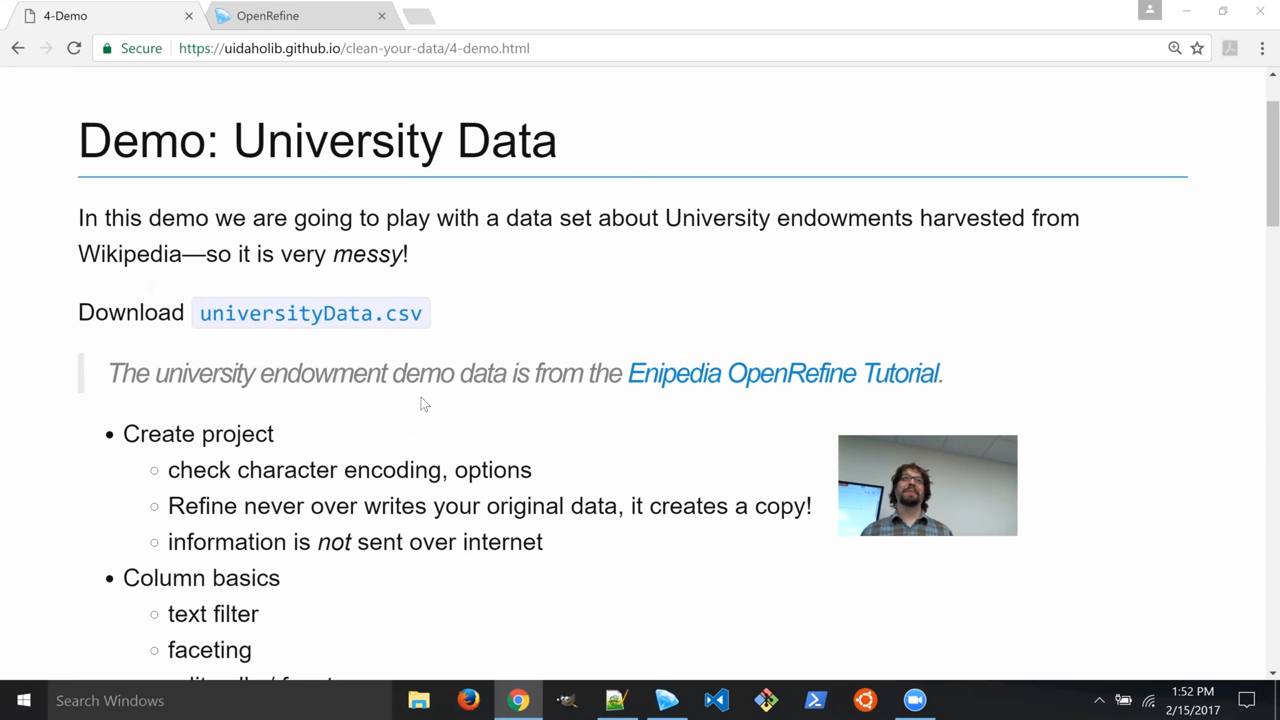 4-Demo
OpenRefine
Secure
https://uidaholib.github.io/clean-your-data/4-demo.html
Demo: University Data
In this demo we are going to play with a data set about University endowments harvested from
Wikipedia—so it is very messy!
Download universityData.csv
The university endowment demo data is from the Enipedia OpenRefine Tutorial.
Create project
check character encoding, options
Refine never over writes your original data, it creates a copy!
information is not sent over internet
Column basics
text filter
faceting
Search Windows
1:52 PM
2/15/2017